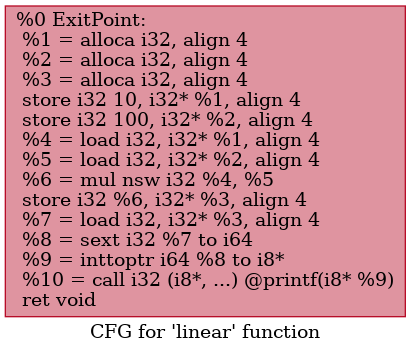 %0 ExitPoint:
%1 = alloca i32, align 4
%2 = alloca i32, align 4
%3 = alloca i32, align 4
store i32 10, i32* %1, align 4
store i32 100, i32* %2, align 4
%4 = load i32, i32* %1, align 4
%5 = load i32, i32* %2, align 4
%6 = mul nsw i32 %4, %5
store i32 %6, i32* %3, align 4
%7 = load i32, i32* %3, align 4
%8 = sext i32 %7 to i64
%9 = inttoptr i64 %8 to i8*
%10 = call i32 (i8*, ...) @printf(i8* %9)
ret void
CFG for 'linear' function